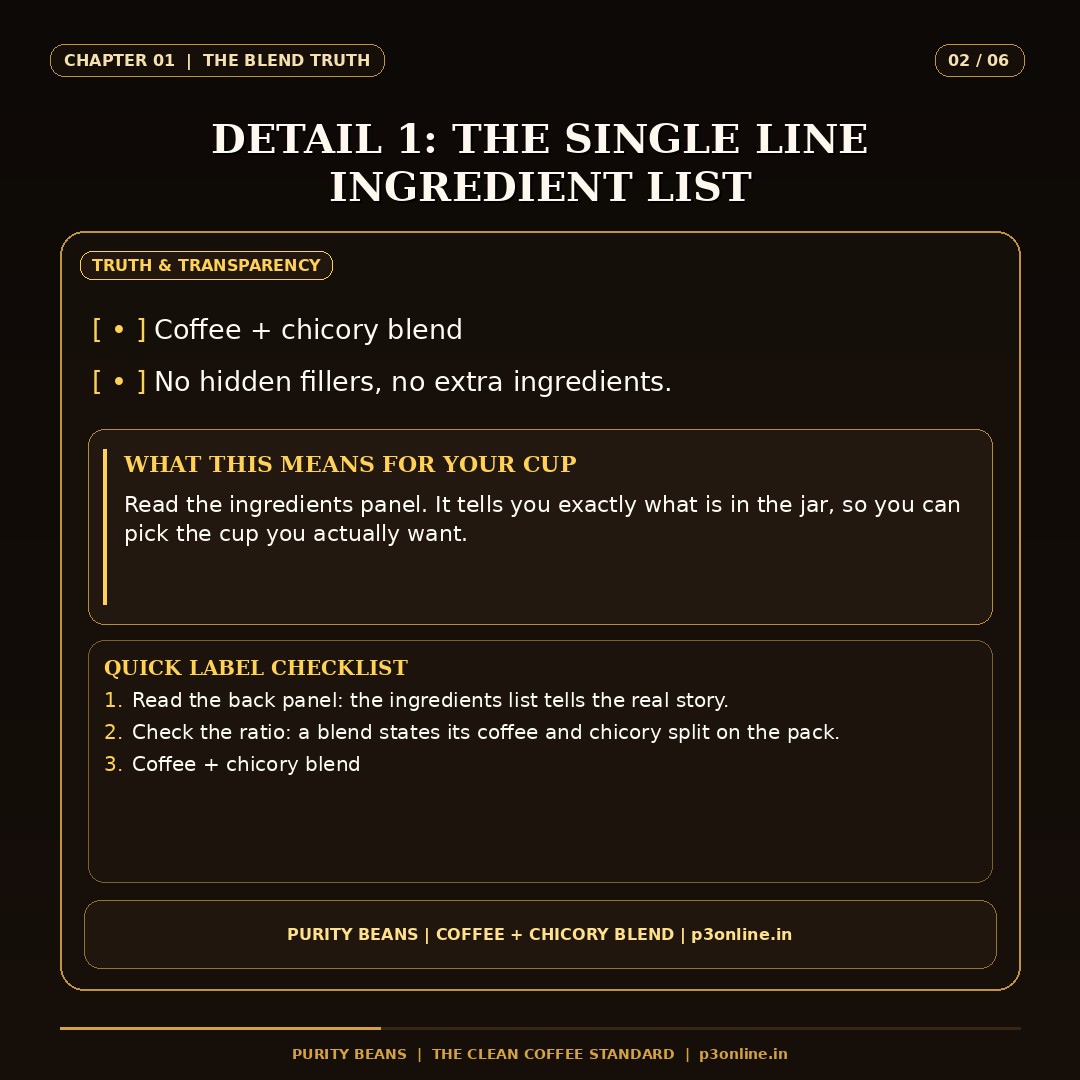 CHAPTER 01 | THE BLEND TRUTH
02 / 06
DETAIL 1: THE SINGLE LINE
INGREDIENT LIST
TRUTH & TRANSPARENCY
[ • ] Coffee + chicory blend
[ • ] No hidden fillers, no extra ingredients.
WHAT THIS MEANS FOR YOUR CUP
Read the ingredients panel. It tells you exactly what is in the jar, so you can
pick the cup you actually want.
QUICK LABEL CHECKLIST
1. Read the back panel: the ingredients list tells the real story.
2. Check the ratio: a blend states its coffee and chicory split on the pack.
3. Coffee + chicory blend
PURITY BEANS | COFFEE + CHICORY BLEND | p3online.in
PURITY BEANS | THE CLEAN COFFEE STANDARD | p3online.in